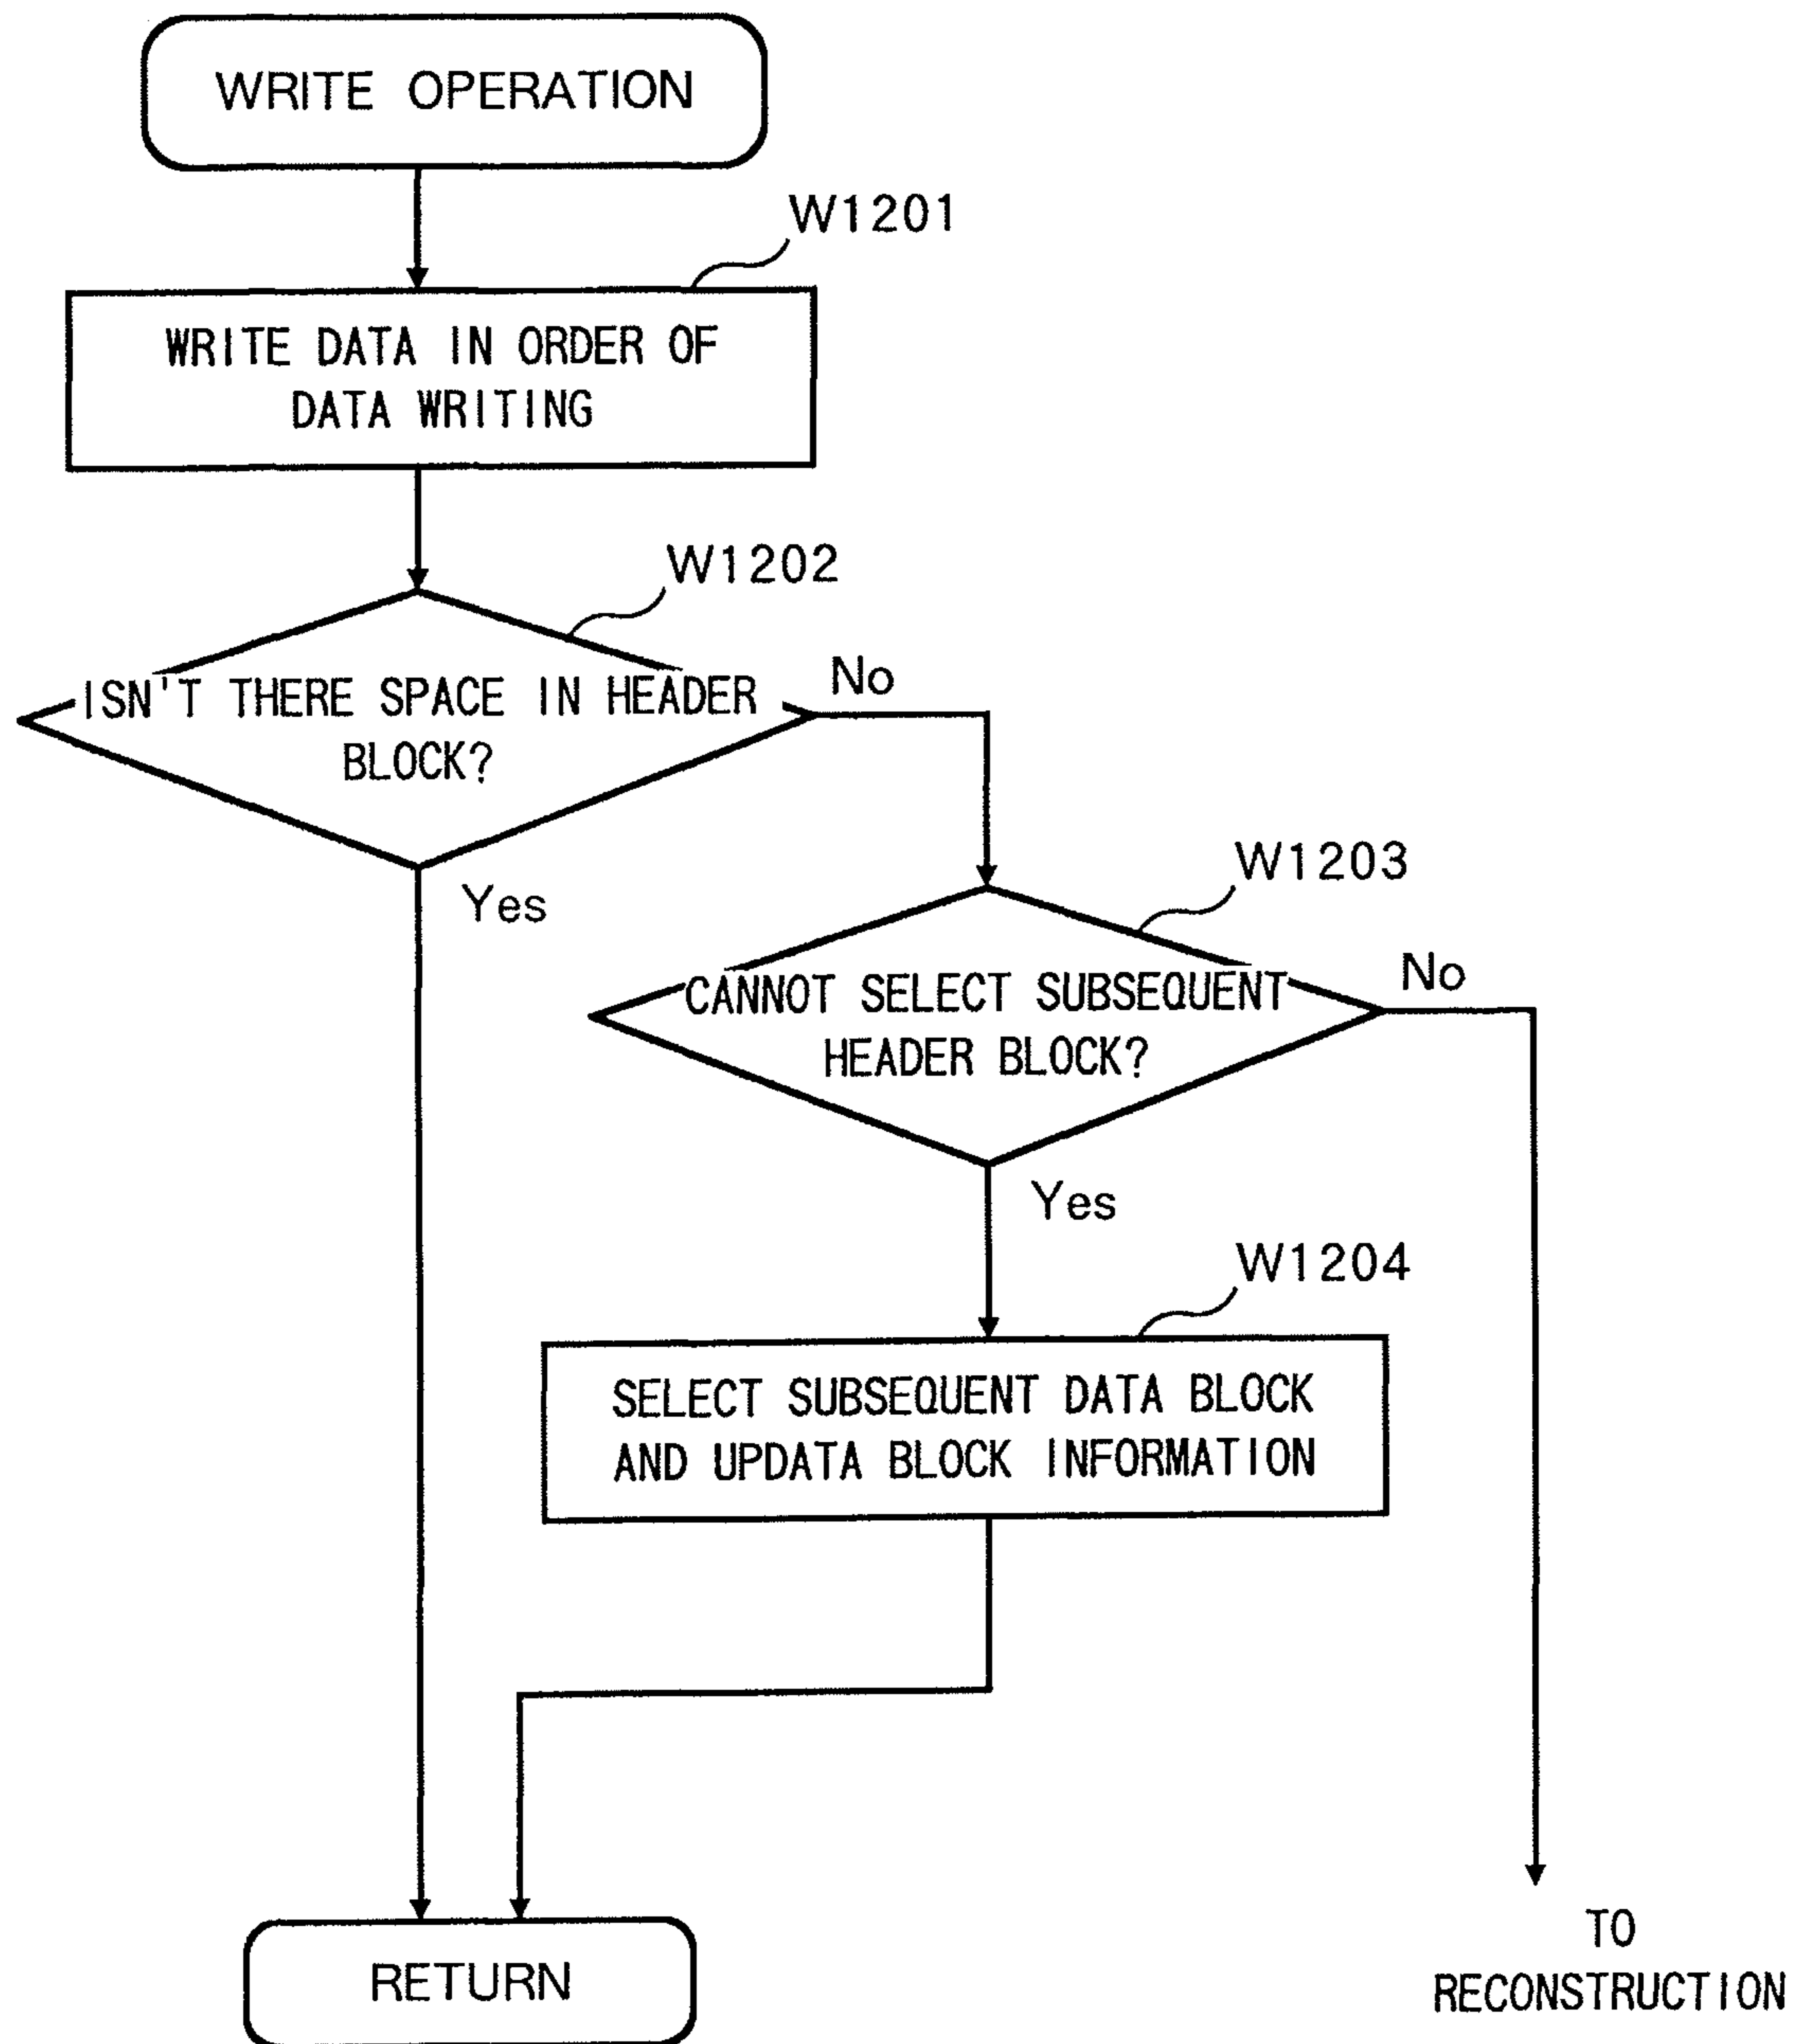 WRITE OPERATION
W1201
WRITE DATA IN ORDER OF
DATA WRITING
W1202
ISN'T THERE SPACE IN HEADER
BLOCK?
No
Yes
W1203
CANNOT SELECT SUBSEQUENT
HEADER BLOCK?
No
Yes
W1204
SELECT SUBSEQUENT DATA BLOCK
AND UPDATA BLOCK INFORMATION
RETURN
TO
RECONSTRUCTION